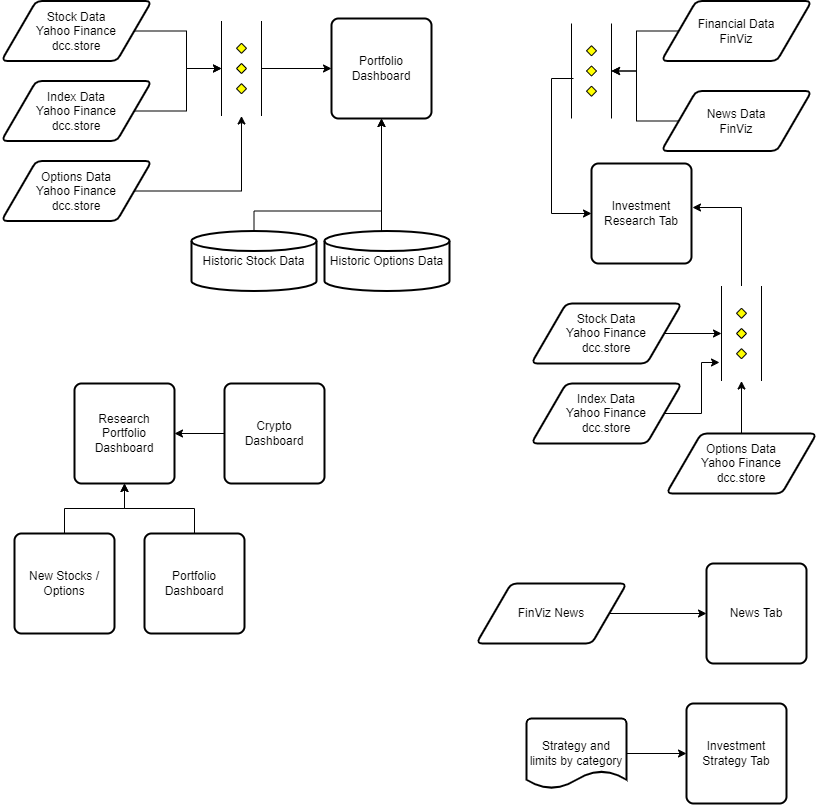 Stock Data
Yahoo Finance
dcc.store
Index Data
Yahoo Finance
dcc.store
Options Data
Yahoo Finance
dcc.store
Portfolio
Dashboard
Historic Stock Data
Historic Options Data
Financial Data
FinViz
News Data
FinViz
Investment
Research Tab
Stock Data
Yahoo Finance
dcc.store
Index Data
Yahoo Finance
dcc.store
Options Data
Yahoo Finance
dcc.store
Research
Portfolio
Dashboard
Crypto
Dashboard
New Stocks /
Options
Portfolio
Dashboard
FinViz News
News Tab
Strategy and
limits by category
Investment
Strategy Tab